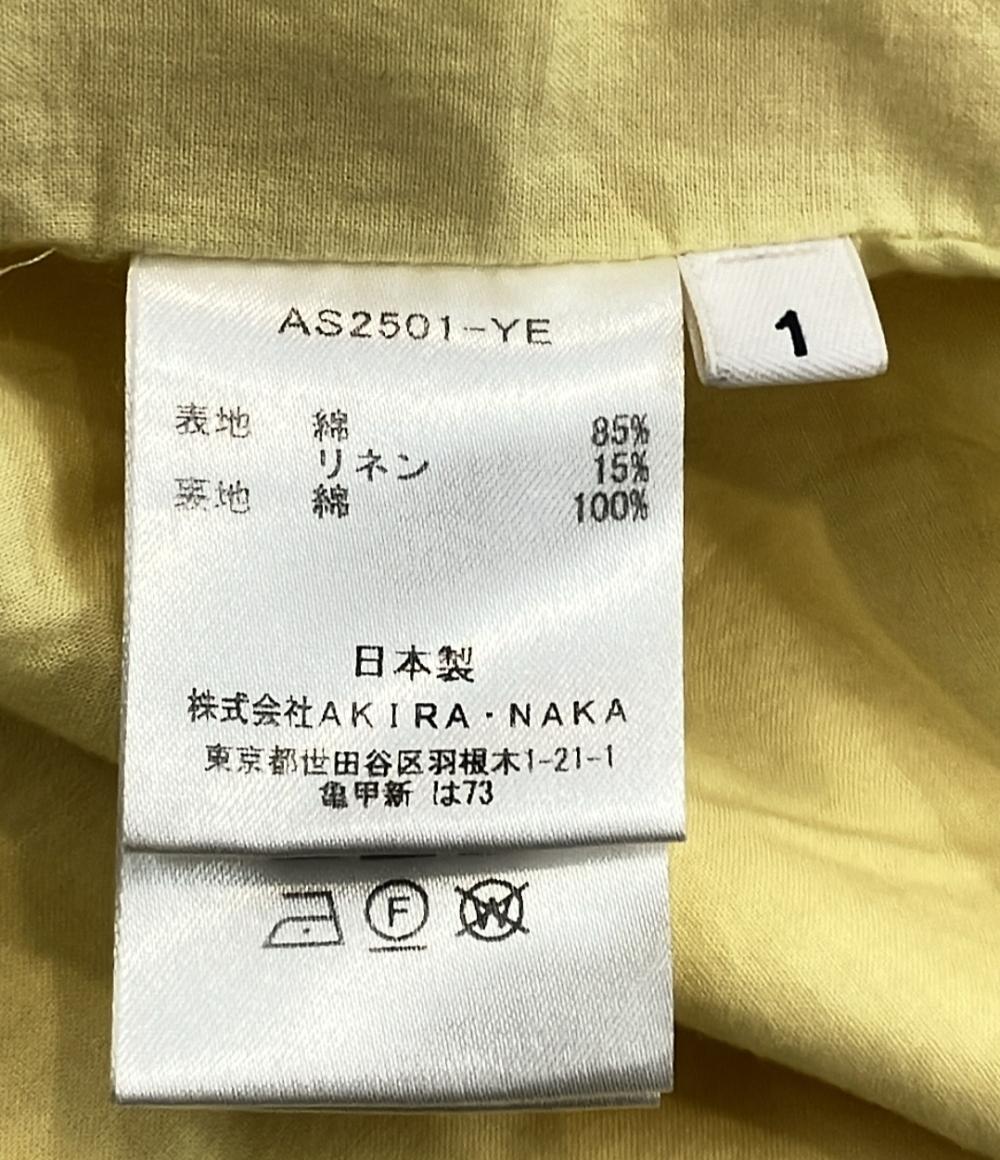 AS2501-YE
1
表地 綿 85%
リネン 15%
裏地 綿 100%
日本製
株式会社AKIRA・NAKA
東京都世田谷区羽根木1-21-1
亀甲新 は73
F W